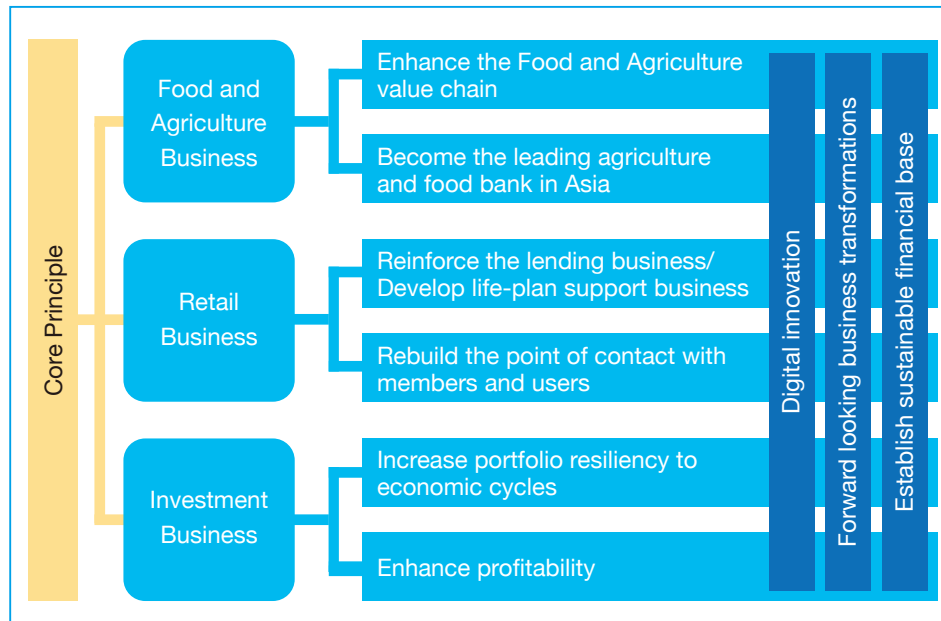 Core Principle
Food and
Agriculture
Business
Enhance the Food and Agriculture
value chain
Become the leading agriculture
and food bank in Asia
Retail
Business
Reinforce the lending business/
Develop life-plan support business
Rebuild the point of contact with
members and users
Investment
Business
Increase portfolio resiliency to
economic cycles
Enhance profitability
Digital innovation
Forward looking business transformations
Establish sustainable financial base